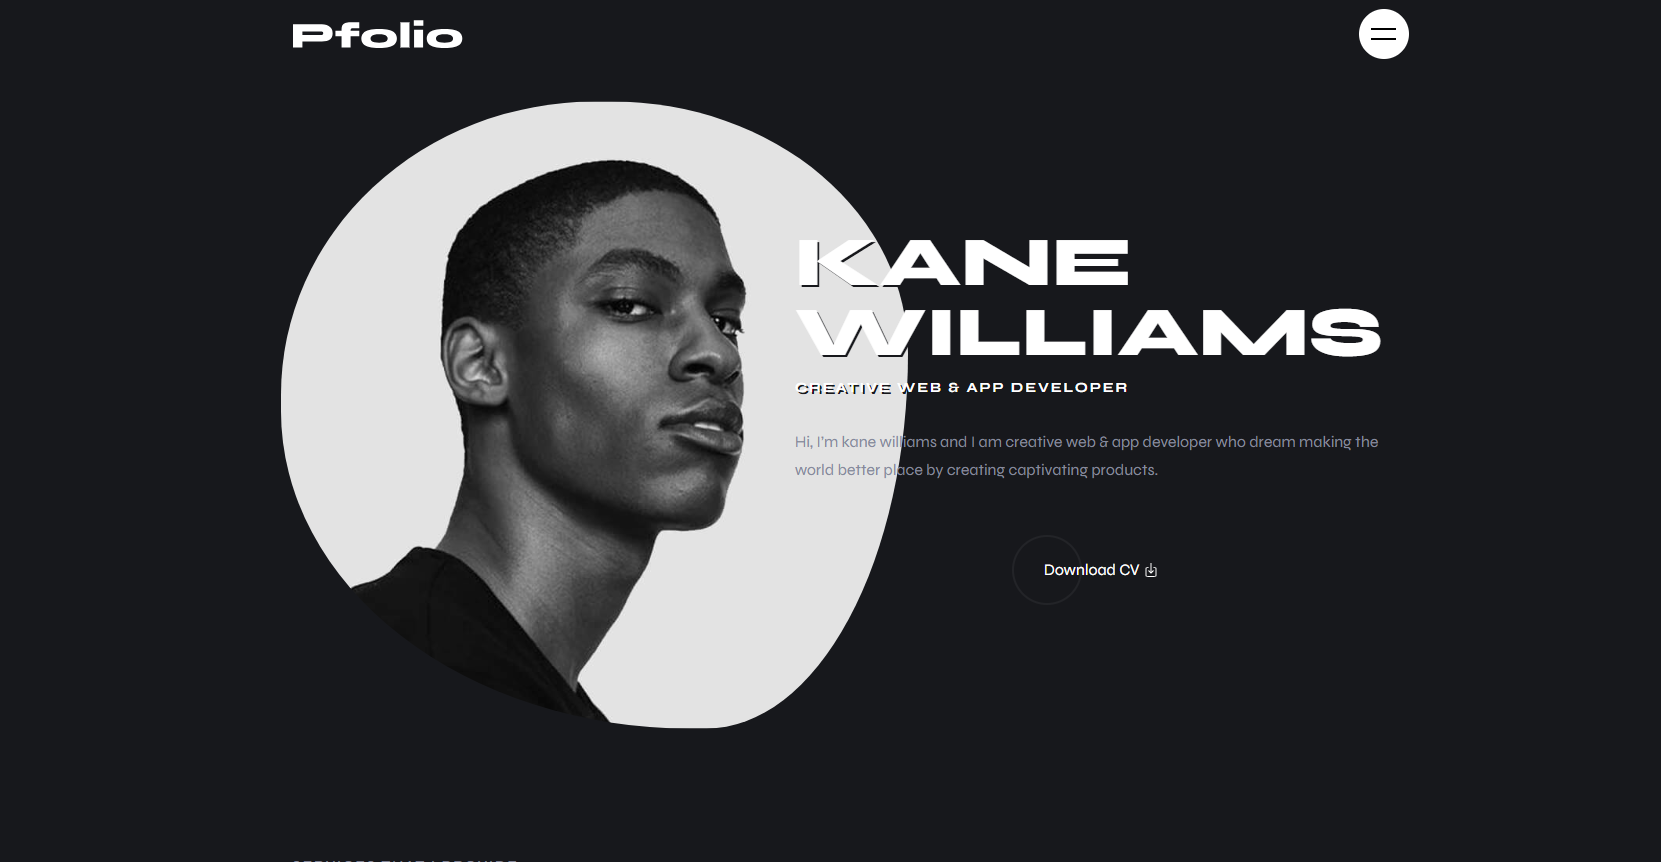 Pfolio
KANE
WILLIAMS
CREATIVE WEB & APP DEVELOPER
Hi, I'm kane williams and I am creative web & app developer who dream making the
world better place by creating captivating products.
Download CV